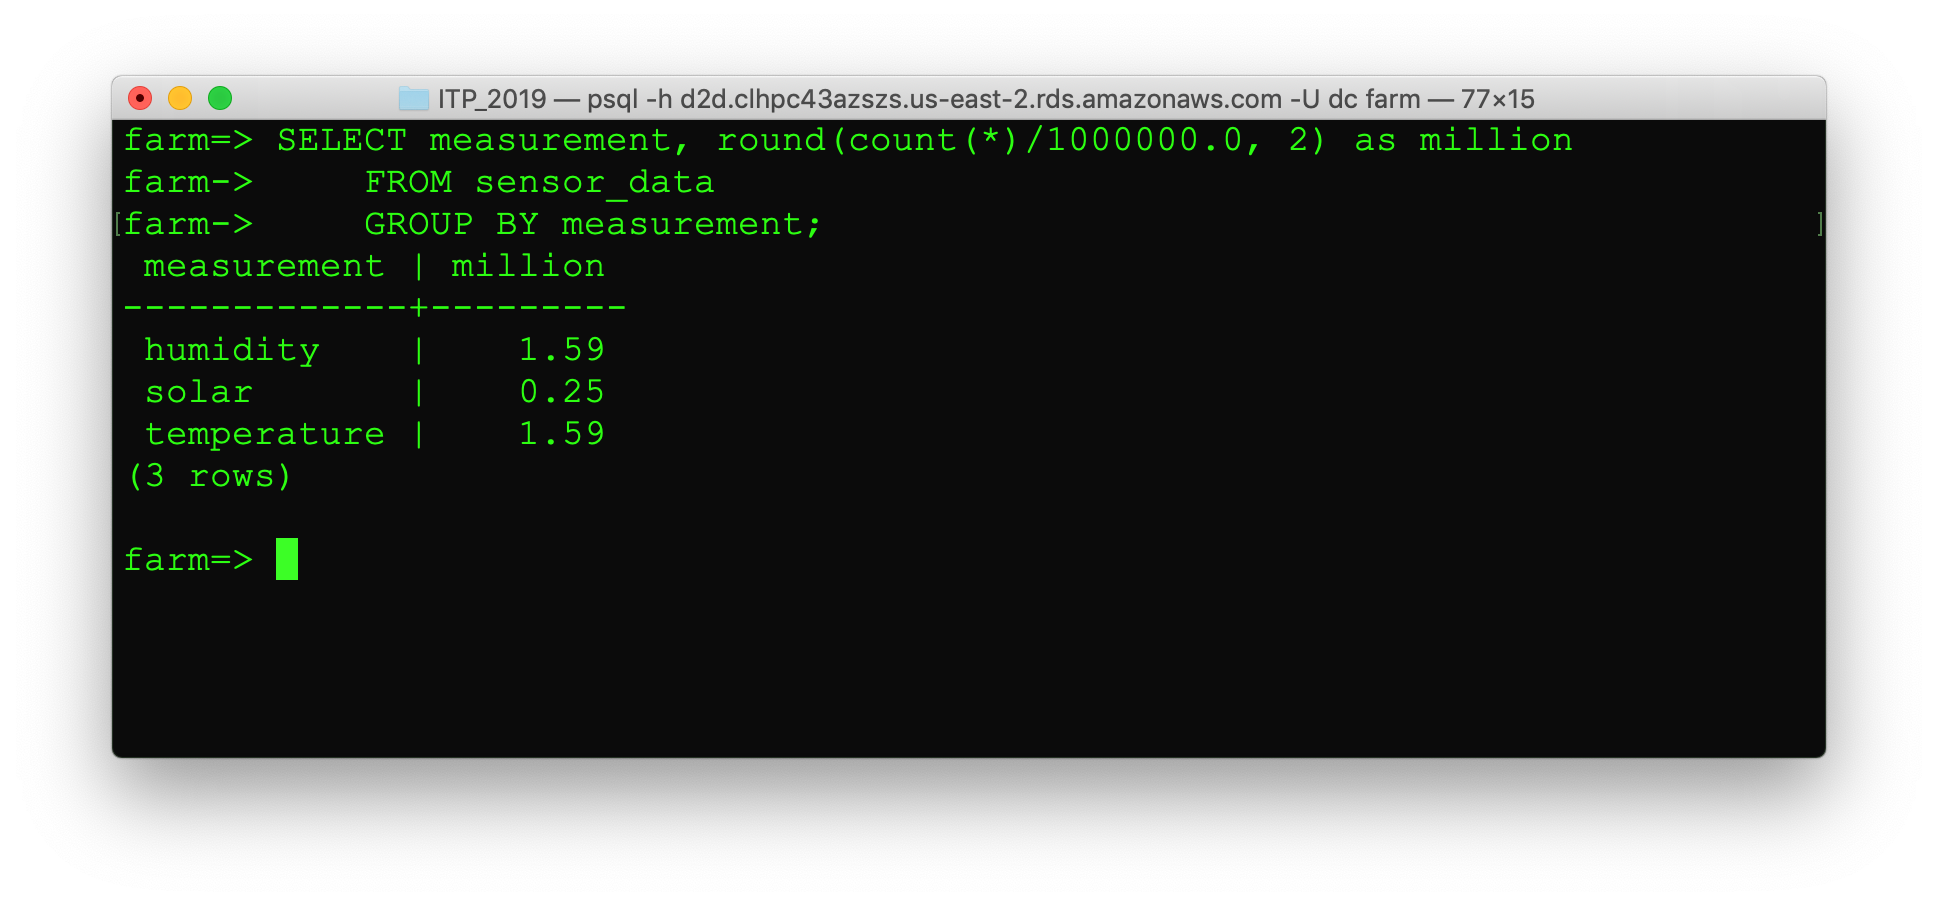 ITP_2019 — psql -h d2d.clhpc43azszs.us-east-2.rds.amazonaws.com -U dc farm — 77×15
farm=> SELECT measurement, round(count(*)/1000000.0, 2) as million
farm->     FROM sensor_data
[farm->     GROUP BY measurement;]
 measurement | million
-------------+---------
 humidity    |    1.59
 solar       |    0.25
 temperature |    1.59
(3 rows)

farm=>